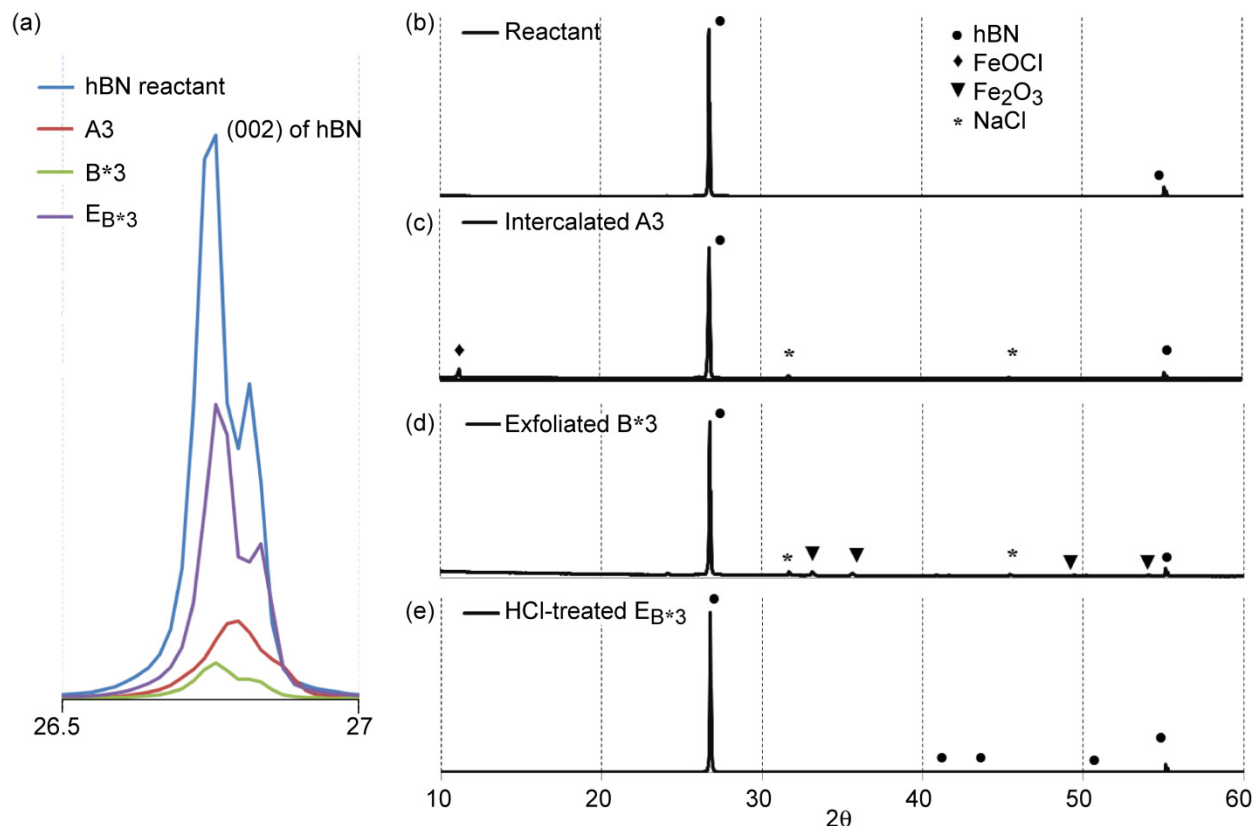 (a)
hBN reactant
A3
B*3
E_B*3
(002) of hBN
26.5 27
(b)
Reactant
hBN
FeOCl
Fe₂O₃
* NaCl
(c)
Intercalated A3
* *
(d)
Exfoliated B*3
* *
(e)
HCl-treated E_B*3
10 20 30 40 50 60
2θ